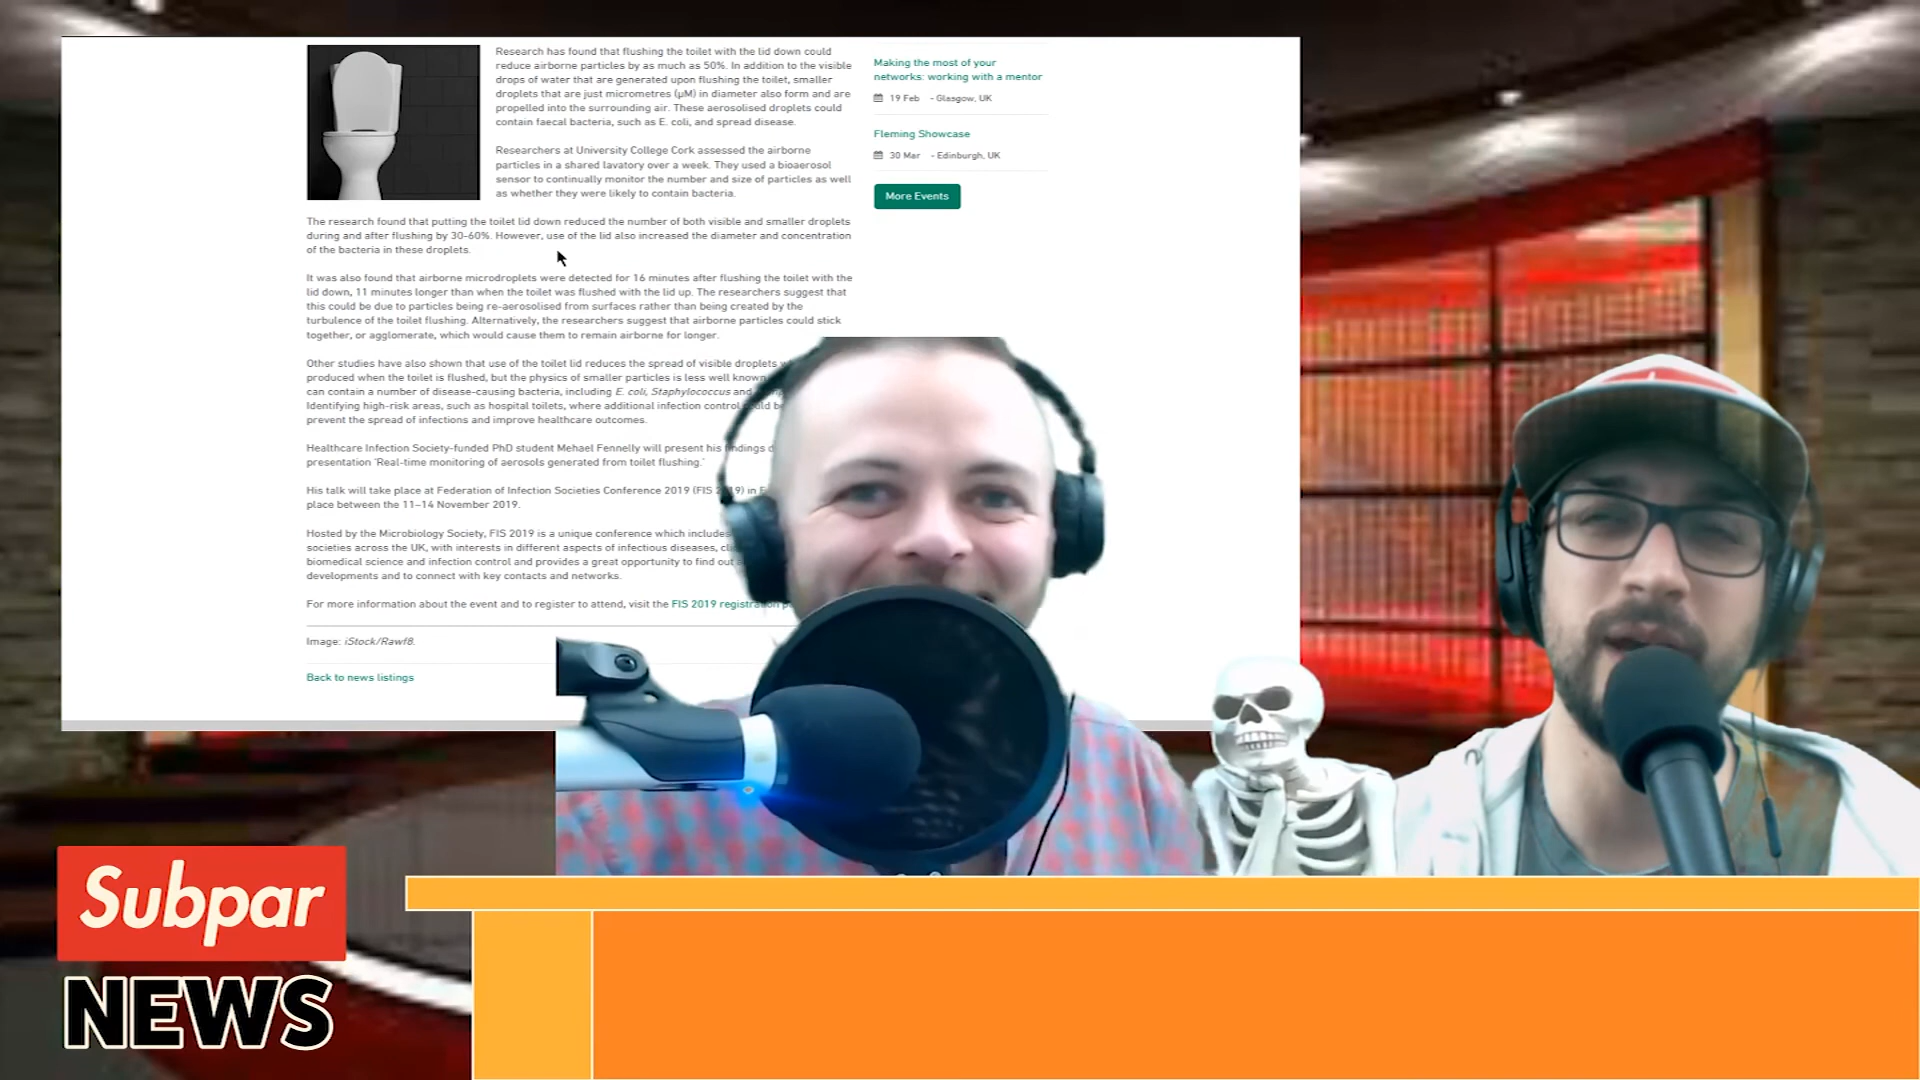 Research has found that flushing the toilet with the lid down could
reduce airborne particles by as much as 50%. In addition to the visible
drops of water that are generated upon flushing the toilet, smaller
droplets that are just micrometres (µM) in diameter also form and are
propelled into the surrounding air. These aerosolised droplets could
contain faecal bacteria, such as E. coli, and spread disease.
Researchers at University College Cork assessed the airborne
particles in a shared lavatory over a week. They used a bioaerosol
sensor to continually monitor the number and size of particles as well
as whether they were likely to contain bacteria.
The research found that putting the toilet lid down reduced the number of both visible and smaller droplets
during and after flushing by 30-60%. However, use of the lid also increased the diameter and concentration
of the bacteria in these droplets.
It was also found that airborne microdroplets were detected for 16 minutes after flushing the toilet with the
lid down, 11 minutes longer than when the toilet was flushed with the lid up. The researchers suggest that
this could be due to particles being re-aerosolised from surfaces rather than being created by the
turbulence of the toilet flushing. Alternatively, the researchers suggest that airborne particles could stick
together, or agglomerate, which would cause them to remain airborne for longer.
Other studies have also shown that use of the toilet lid reduces the spread of visible droplets
produced when the toilet is flushed, but the physics of smaller particles is less well known
can contain a number of disease-causing bacteria, including E. coli, Staphylococcus and
Identifying high-risk areas, such as hospital toilets, where additional infection control could be
prevent the spread of infections and improve healthcare outcomes.
Healthcare Infection Society-funded PhD student Mehael Fennelly will present his findings
presentation 'Real-time monitoring of aerosols generated from toilet flushing.'
His talk will take place at Federation of Infection Societies Conference 2019 (FIS 2019) in
place between the 11–14 November 2019.
Hosted by the Microbiology Society, FIS 2019 is a unique conference which includes
societies across the UK, with interests in different aspects of infectious diseases,
biomedical science and infection control and provides a great opportunity to find out
developments and to connect with key contacts and networks.
For more information about the event and to register to attend, visit the FIS 2019 registration
Image: iStock/Rawf8.
Back to news listings
Making the most of your
networks: working with a mentor
19 Feb - Glasgow, UK
Fleming Showcase
30 Mar - Edinburgh, UK
More Events
Subpar
NEWS